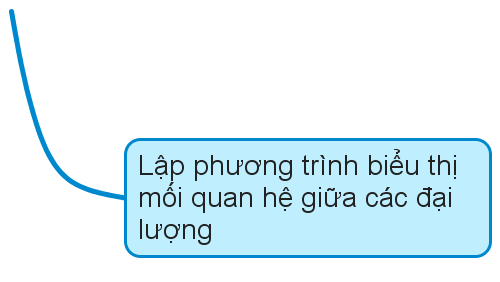 Lập phương trình biểu thị
mối quan hệ giữa các đại
lượng